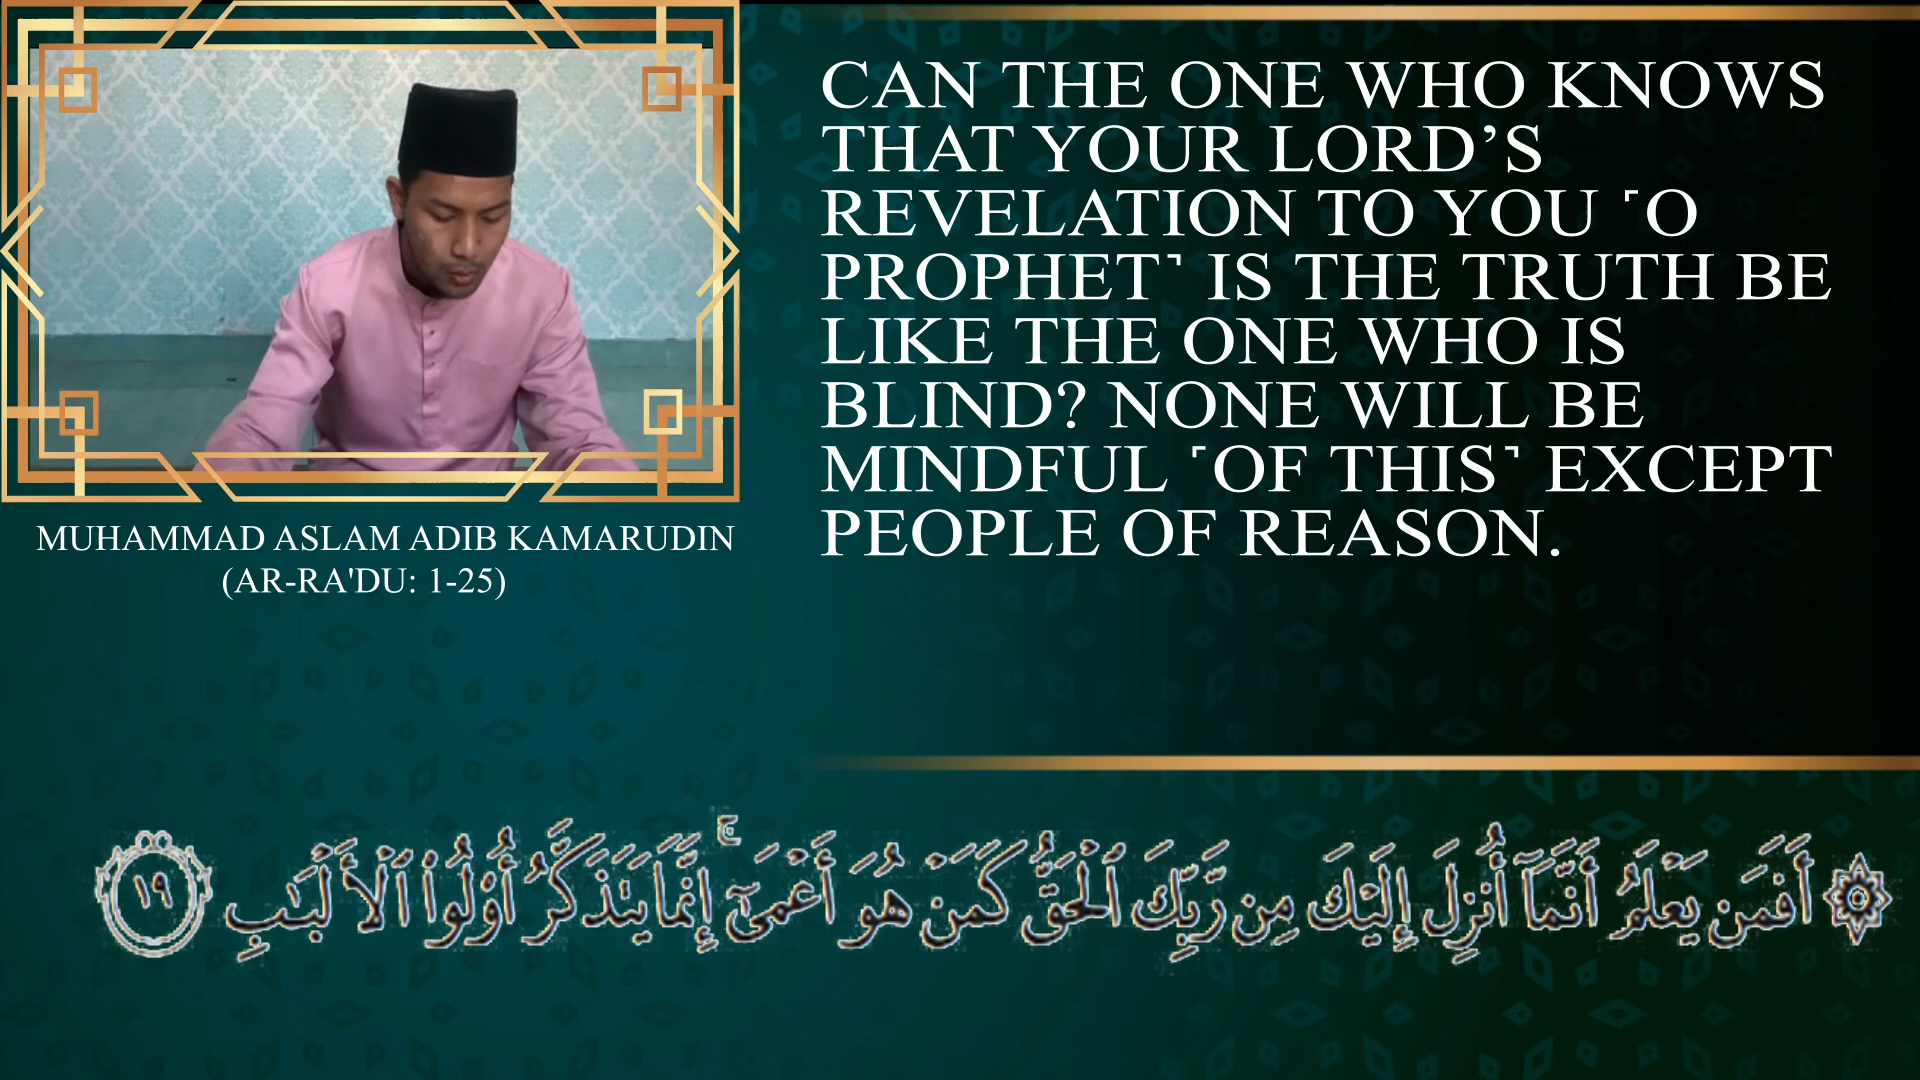 CAN THE ONE WHO KNOWS
THAT YOUR LORD’S
REVELATION TO YOU ˹O
PROPHET˺ IS THE TRUTH BE
LIKE THE ONE WHO IS
BLIND? NONE WILL BE
MINDFUL ˹OF THIS˺ EXCEPT
PEOPLE OF REASON.
MUHAMMAD ASLAM ADIB KAMARUDIN
(AR-RA'DU: 1-25)
۞ أَفَمَن يَعْلَمُ أَنَّمَآ أُنزِلَ إِلَيْكَ مِن رَّبِّكَ ٱلْحَقُّ كَمَنْ هُوَ أَعْمَىٰٓ ۚ إِنَّمَا يَتَذَكَّرُ أُو۟لُوا۟ ٱلْأَلْبَـٰبِ ١٩